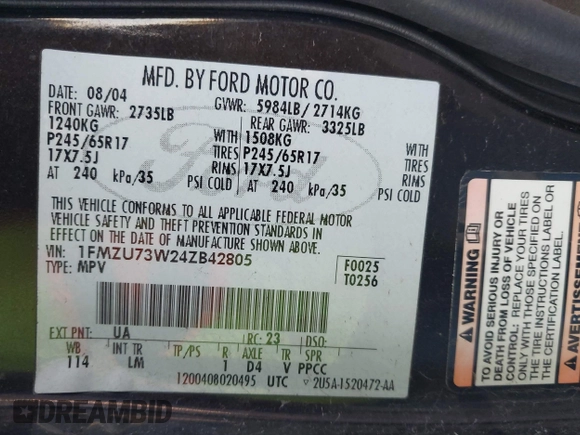 MFD. BY FORD MOTOR CO.
DATE: 08/04 GVWR: 5984LB/2714KG
FRONT GAWR: 2735LB REAR GAWR: 3325LB
1240KG WITH 1508KG WITH
P245/65R17 TIRES P245/65R17 TIRES
17X7.5J RIMS 17X7.5J RIMS
AT 240 kPa/35 PSI COLD AT 240 kPa/35 PSI COLD
Ford
THIS VEHICLE CONFORMS TO ALL APPLICABLE FEDERAL MOTOR
VEHICLE SAFETY AND THEFT PREVENTION STANDARDS IN
EFFECT ON THE DATE OF MANUFACTURE SHOWN ABOVE.
VIN: 1FMZU73W24ZB42805
TYPE: MPV
F0025
T0256
EXT PNT: UA RC: 23 DSO:
WB INT TR TP/PS R AXLE TR SPR
114 LM 1 D4 V PPCC
1200408020495 UTC
2U5A-1520472-AA
TO AVOID RISK OF DEATH
OR LOSS OF VEHICLE
CONTROL: REPLACE YOUR TIRES
WITH THOSE SPECIFIED ON
THE TIRE INSTRUCTIONS LABEL OR
THE CERTIFICATION LABEL.
AVERTISSEMENT
DREAMBID